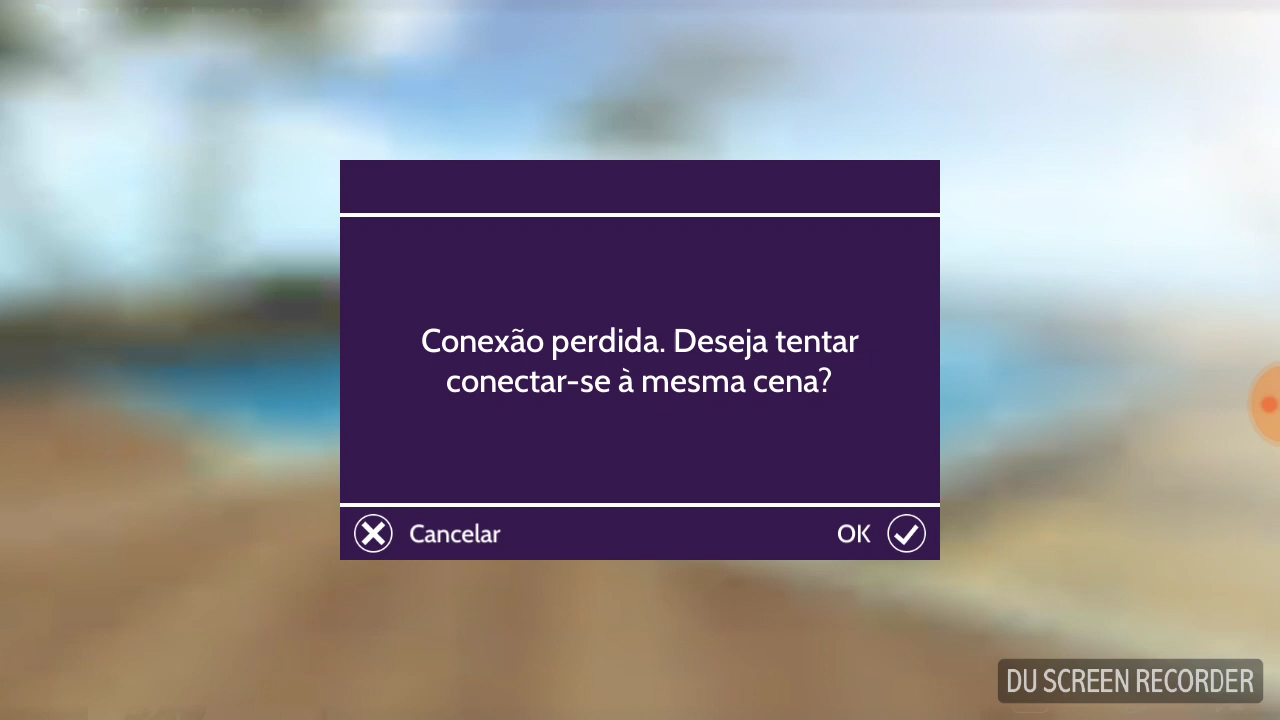 Conexão perdida. Deseja tentar
conectar-se à mesma cena?
Cancelar
OK
DU SCREEN RECORDER